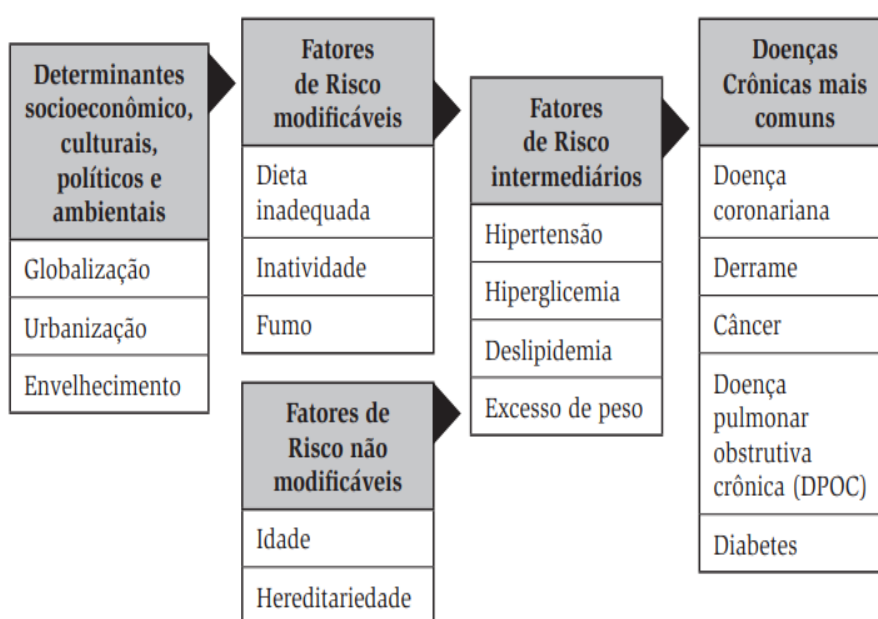 Determinantes
socioeconômico,
culturais,
políticos e
ambientais
Globalização
Urbanização
Envelhecimento
Fatores
de Risco
modificáveis
Dieta
inadequada
Inatividade
Fumo
Fatores de
Risco não
modificáveis
Idade
Hereditariedade
Fatores
de Risco
intermediários
Hipertensão
Hiperglicemia
Deslipidemia
Excesso de peso
Doenças
Crônicas mais
comuns
Doença
coronariana
Derrame
Câncer
Doença
pulmonar
obstrutiva
crônica (DPOC)
Diabetes